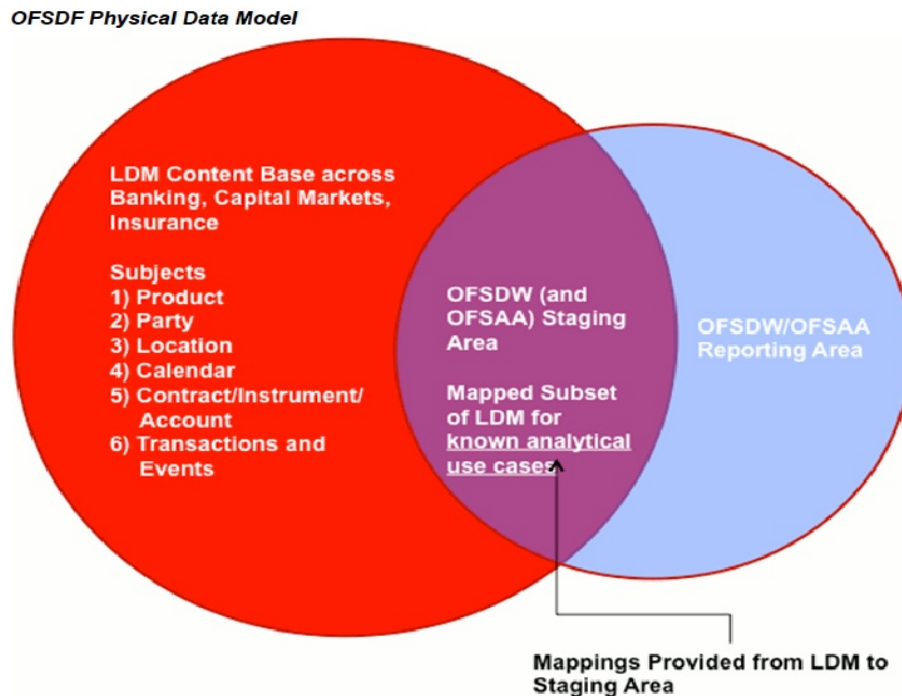 OFSDF Physical Data Model
LDM Content Base across
Banking, Capital Markets,
Insurance
Subjects
1) Product
2) Party
3) Location
4) Calendar
5) Contract/Instrument/
Account
6) Transactions and
Events
OFSDW (and
OFSAA) Staging
Area
Mapped Subset
of LDM for
known analytical
use cases
OFSDW/OFSAA
Reporting Area
Mappings Provided from LDM to
Staging Area